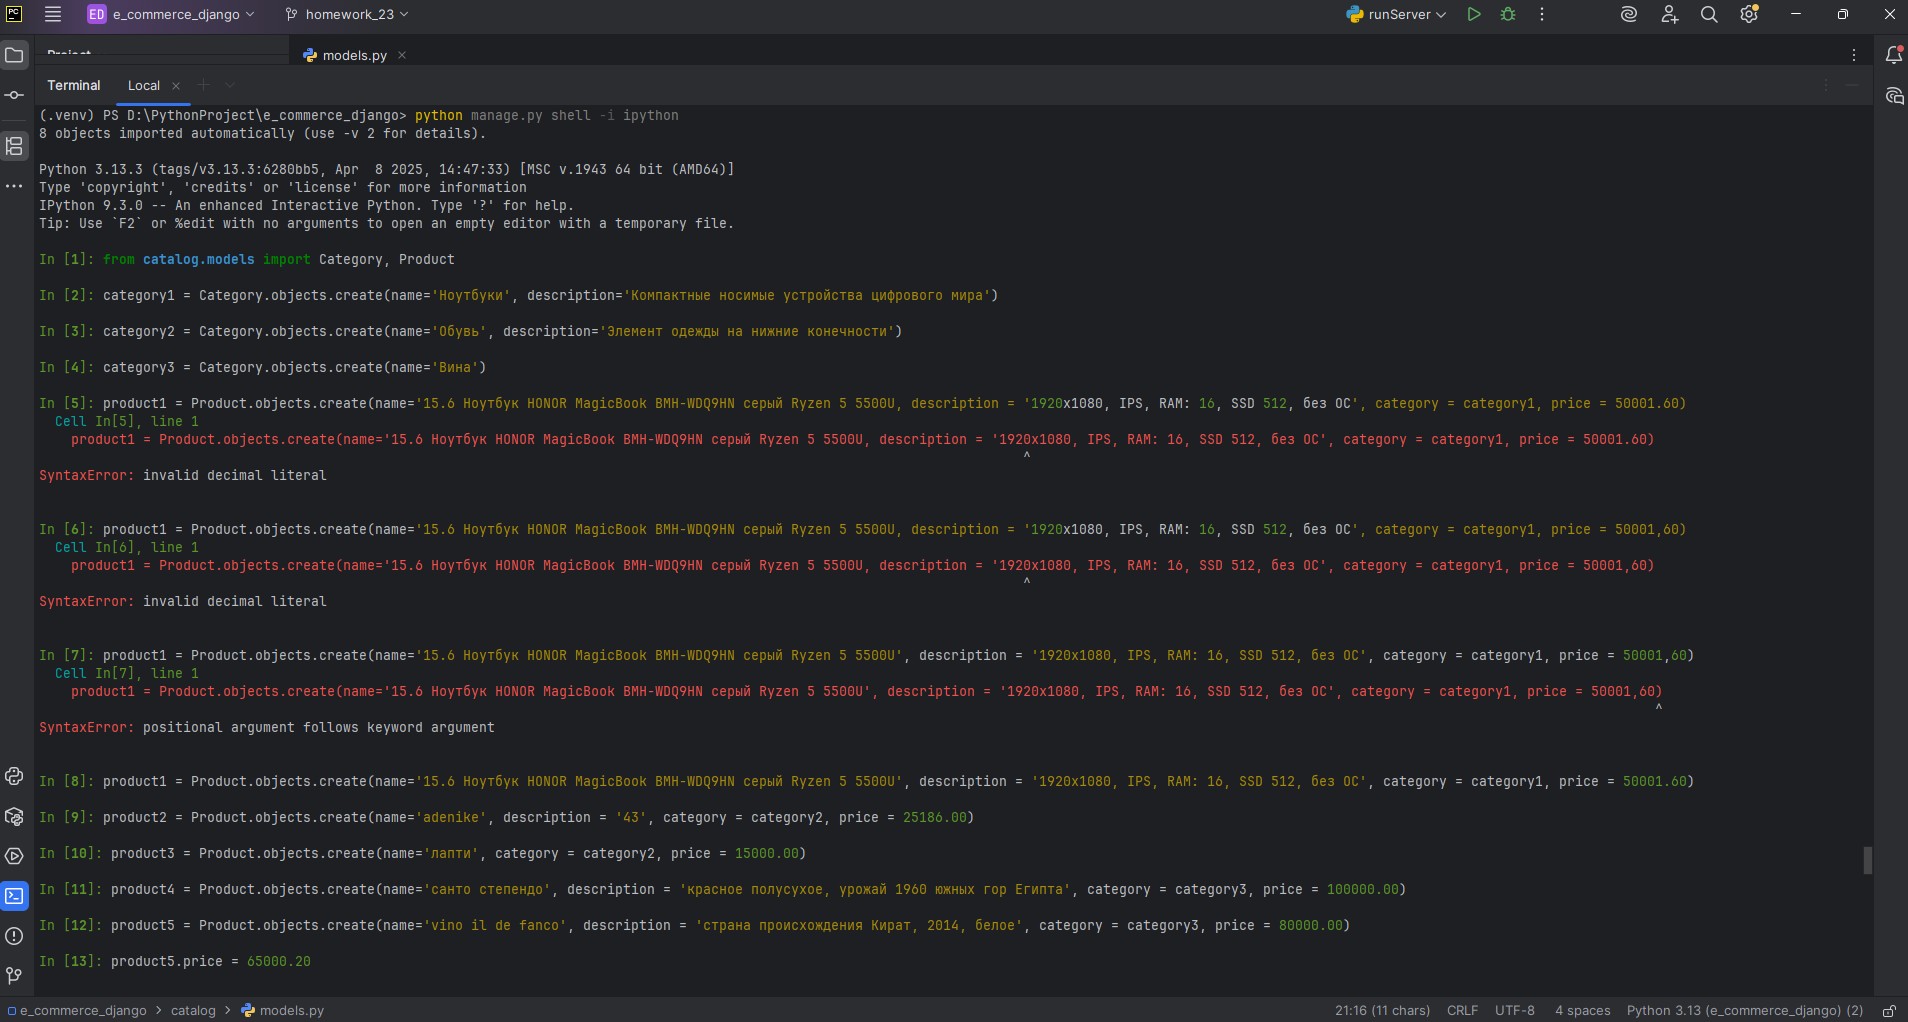 PC ED e_commerce_django homework_23 runServer
Project models.py
Terminal Local
(.venv) PS D:\PythonProject\e_commerce_django> python manage.py shell -i ipython
8 objects imported automatically (use -v 2 for details).
Python 3.13.3 (tags/v3.13.3:6280bb5, Apr  8 2025, 14:47:33) [MSC v.1943 64 bit (AMD64)]
Type 'copyright', 'credits' or 'license' for more information
IPython 9.3.0 -- An enhanced Interactive Python. Type '?' for help.
Tip: Use `F2` or %edit with no arguments to open an empty editor with a temporary file.
In [1]: from catalog.models import Category, Product
In [2]: category1 = Category.objects.create(name='Ноутбуки', description='Компактные носимые устройства цифрового мира')
In [3]: category2 = Category.objects.create(name='Обувь', description='Элемент одежды на нижние конечности')
In [4]: category3 = Category.objects.create(name='Вина')
In [5]: product1 = Product.objects.create(name='15.6 Ноутбук HONOR MagicBook BMH-WDQ9HN серый Ryzen 5 5500U, description = '1920x1080, IPS, RAM: 16, SSD 512, без ОС', category = category1, price = 50001.60)
Cell In[5], line 1
product1 = Product.objects.create(name='15.6 Ноутбук HONOR MagicBook BMH-WDQ9HN серый Ryzen 5 5500U, description = '1920x1080, IPS, RAM: 16, SSD 512, без ОС', category = category1, price = 50001.60)
^
SyntaxError: invalid decimal literal
In [6]: product1 = Product.objects.create(name='15.6 Ноутбук HONOR MagicBook BMH-WDQ9HN серый Ryzen 5 5500U, description = '1920x1080, IPS, RAM: 16, SSD 512, без ОС', category = category1, price = 50001,60)
Cell In[6], line 1
product1 = Product.objects.create(name='15.6 Ноутбук HONOR MagicBook BMH-WDQ9HN серый Ryzen 5 5500U, description = '1920x1080, IPS, RAM: 16, SSD 512, без ОС', category = category1, price = 50001,60)
^
SyntaxError: invalid decimal literal
In [7]: product1 = Product.objects.create(name='15.6 Ноутбук HONOR MagicBook BMH-WDQ9HN серый Ryzen 5 5500U', description = '1920x1080, IPS, RAM: 16, SSD 512, без ОС', category = category1, price = 50001,60)
Cell In[7], line 1
product1 = Product.objects.create(name='15.6 Ноутбук HONOR MagicBook BMH-WDQ9HN серый Ryzen 5 5500U', description = '1920x1080, IPS, RAM: 16, SSD 512, без ОС', category = category1, price = 50001,60)
^
SyntaxError: positional argument follows keyword argument
In [8]: product1 = Product.objects.create(name='15.6 Ноутбук HONOR MagicBook BMH-WDQ9HN серый Ryzen 5 5500U', description = '1920x1080, IPS, RAM: 16, SSD 512, без ОС', category = category1, price = 50001.60)
In [9]: product2 = Product.objects.create(name='adenike', description = '43', category = category2, price = 25186.00)
In [10]: product3 = Product.objects.create(name='лапти', category = category2, price = 15000.00)
In [11]: product4 = Product.objects.create(name='санто степендо', description = 'красное полусухое, урожай 1960 южных гор Египта', category = category3, price = 100000.00)
In [12]: product5 = Product.objects.create(name='vino il de fanco', description = 'страна происхождения Кират, 2014, белое', category = category3, price = 80000.00)
In [13]: product5.price = 65000.20
e_commerce_django > catalog > models.py 21:16 (11 chars) CRLF UTF-8 4 spaces Python 3.13 (e_commerce_django) (2)